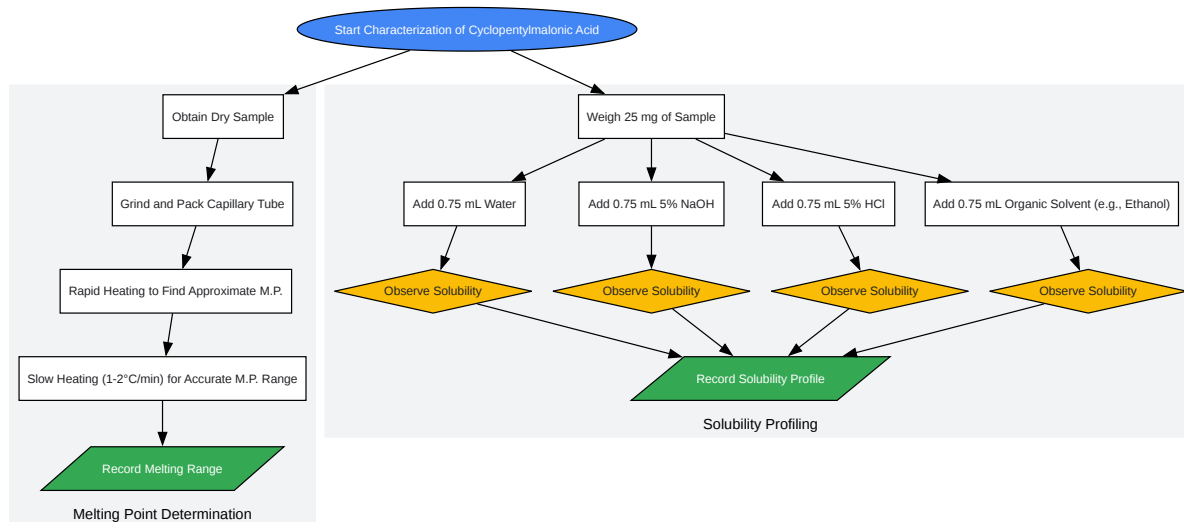 Start Characterization of Cyclopentylmalonic Acid
Obtain Dry Sample
Grind and Pack Capillary Tube
Rapid Heating to Find Approximate M.P.
Slow Heating (1-2°C/min) for Accurate M.P. Range
Record Melting Range
Melting Point Determination
Weigh 25 mg of Sample
Add 0.75 mL Water
Add 0.75 mL 5% NaOH
Add 0.75 mL 5% HCl
Add 0.75 mL Organic Solvent (e.g., Ethanol)
Observe Solubility
Observe Solubility
Observe Solubility
Observe Solubility
Record Solubility Profile
Solubility Profiling